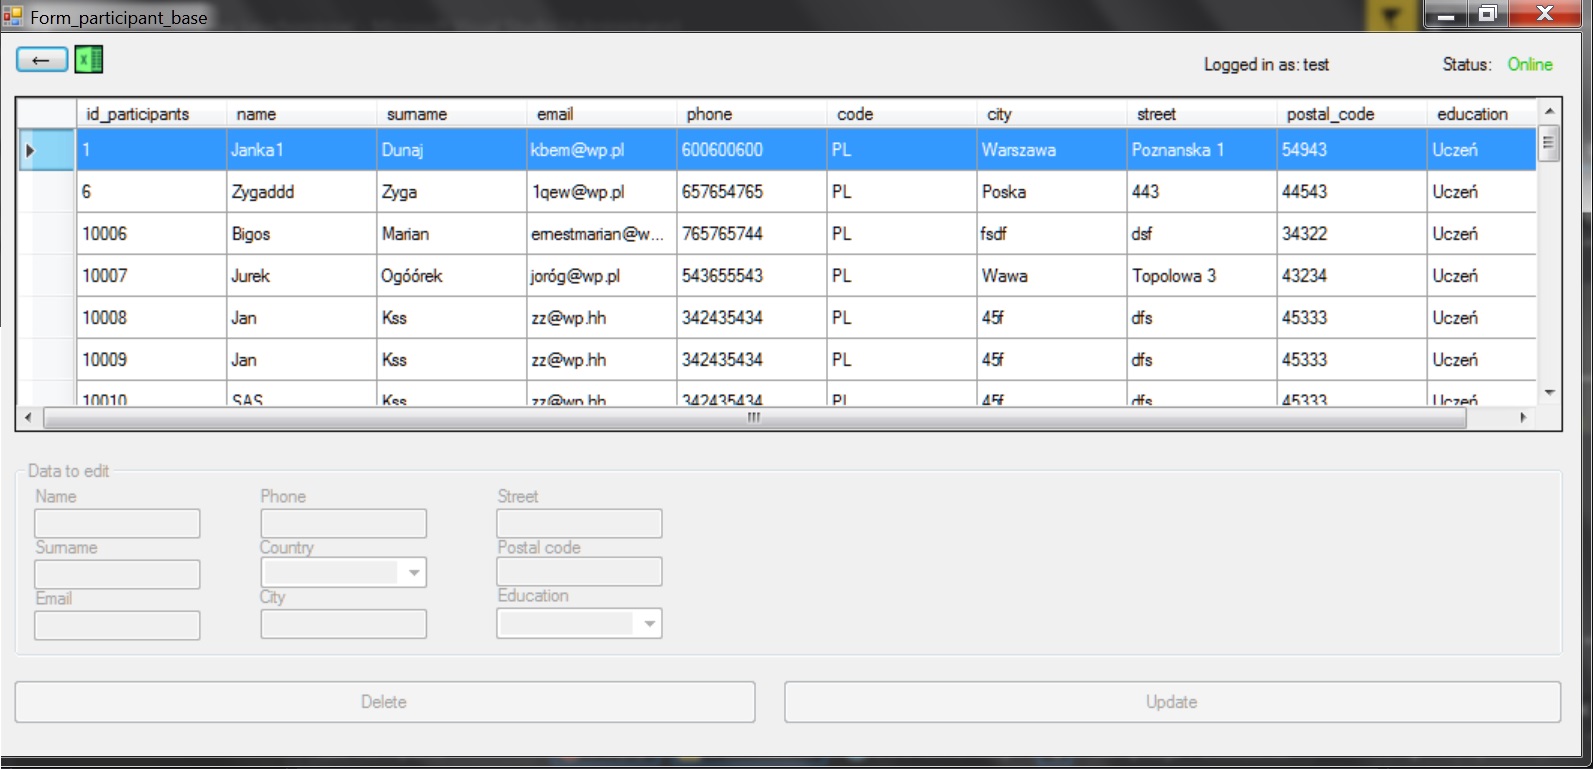 Form_participant_base
Logged in as: test Status: Online
id_participants name surname email phone code city street postal_code education
1 Janka1 Dunaj kbem@wp.pl 600600600 PL Warszawa Poznanska 1 54943 Uczeń
6 Zygaddd Zyga 1qew@wp.pl 657654765 PL Poska 443 44543 Uczeń
10006 Bigos Marian ernestmarian@w... 765765744 PL fsdf dsf 34322 Uczeń
10007 Jurek Ogóórek joróg@wp.pl 543655543 PL Wawa Topolowa 3 43234 Uczeń
10008 Jan Kss zz@wp.hh 342435434 PL 45f dfs 45333 Uczeń
10009 Jan Kss zz@wp.hh 342435434 PL 45f dfs 45333 Uczeń
10010 SAS Kss zz@wp.hh 342435434 PL 45f dfs 45333 Uczeń
Data to edit
Name Phone Street
Surname Country Postal code
Email City Education
Delete Update